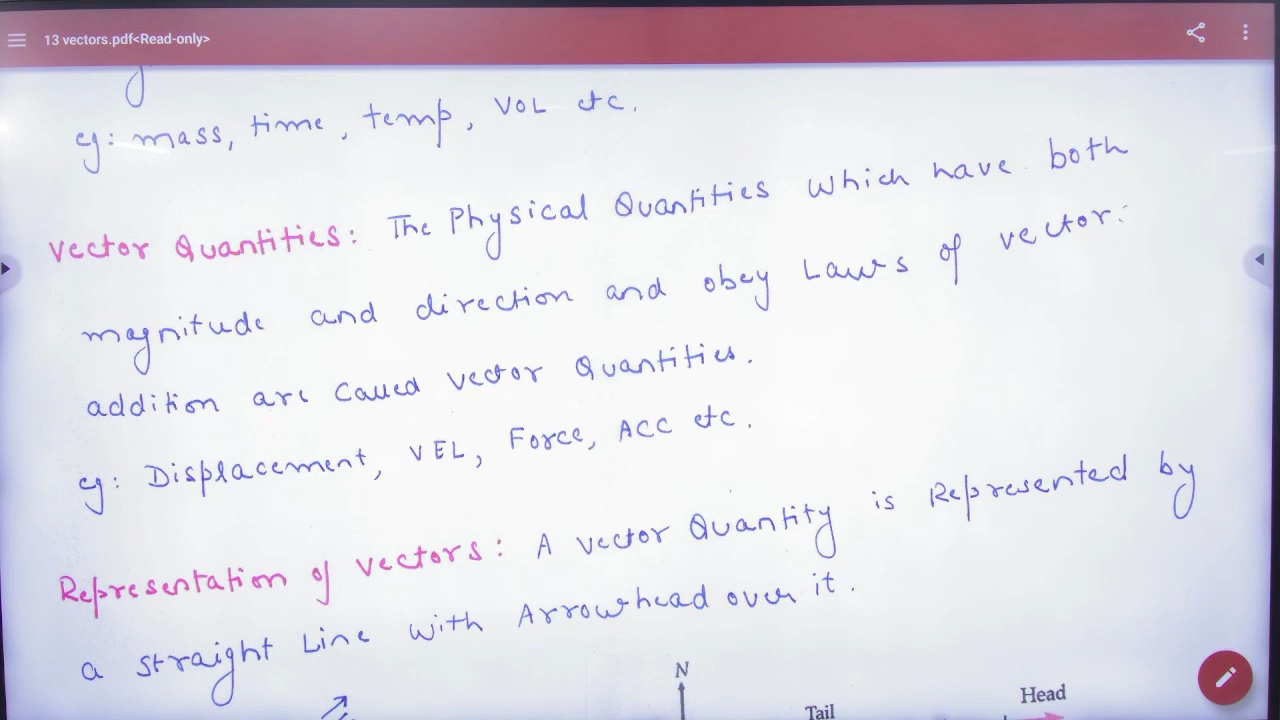 13 vectors.pdf<Read-only>
eg: mass, time, temp, VOL etc.
Vector Quantities: The Physical Quantities which have both
magnitude and direction and obey Laws of vector
addition are called vector Quantities.
eg: Displacement, VEL, Force, ACC etc.
Representation of vectors: A vector Quantity is Represented by
a straight Line with Arrowhead over it.
N
Tail
Head